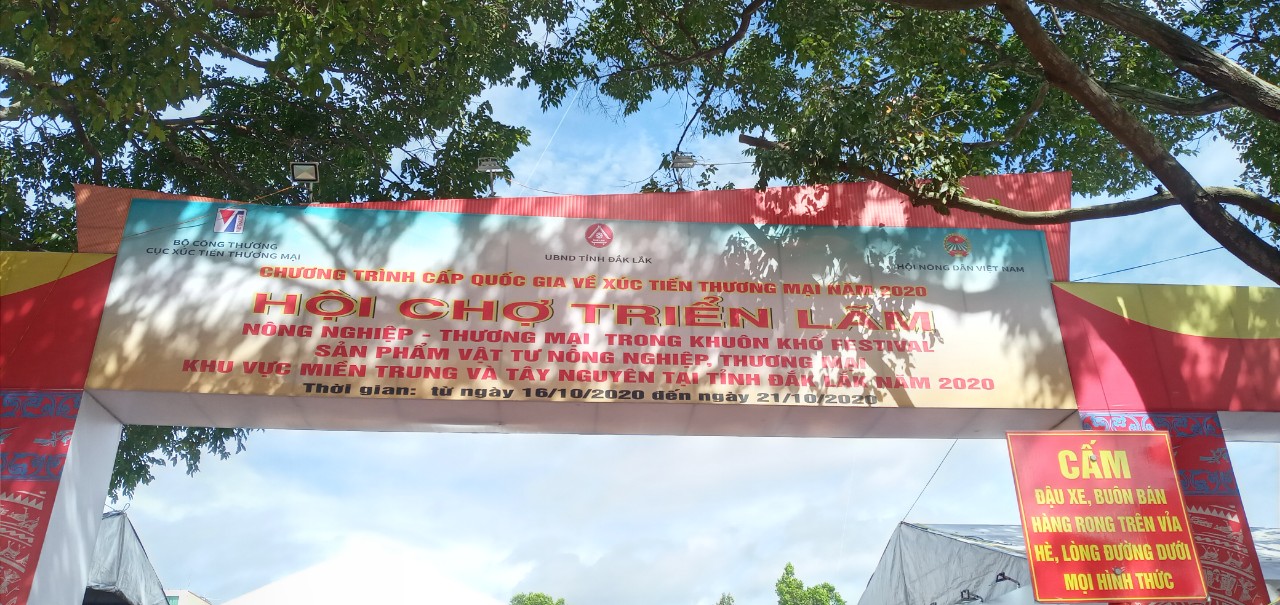 BỘ CÔNG THƯƠNG
CỤC XÚC TIẾN THƯƠNG MẠI
UBND TỈNH ĐẮK LẮK
HỘI NÔNG DÂN VIỆT NAM
CHƯƠNG TRÌNH CẤP QUỐC GIA VỀ XÚC TIẾN THƯƠNG MẠI NĂM 2020
HỘI CHỢ TRIỂN LÃM
NÔNG NGHIỆP - THƯƠNG MẠI TRONG KHUÔN KHỔ FESTIVAL
SẢN PHẨM VẬT TƯ NÔNG NGHIỆP, THƯƠNG MẠI
KHU VỰC MIỀN TRUNG VÀ TÂY NGUYÊN TẠI TỈNH ĐẮK LẮK NĂM 2020
Thời gian: từ ngày 16/10/2020 đến ngày 21/10/2020
CẤM
ĐẬU XE, BUÔN BÁN
HÀNG RONG TRÊN VỈA
HÈ, LÒNG ĐƯỜNG DƯỚI
MỌI HÌNH THỨC